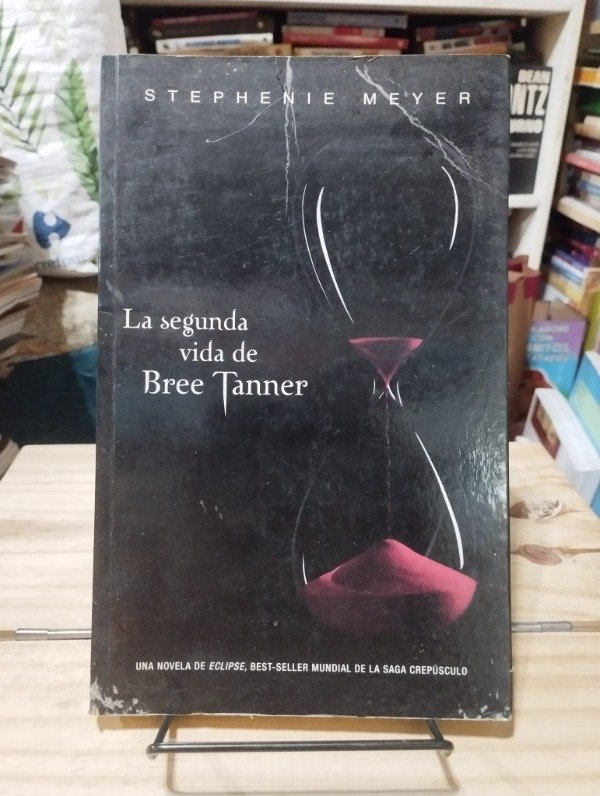 STEPHENIE MEYER
La segunda
vida de
Bree Tanner
UNA NOVELA DE ECLIPSE, BEST-SELLER MUNDIAL DE LA SAGA CREPÚSCULO
DEAN